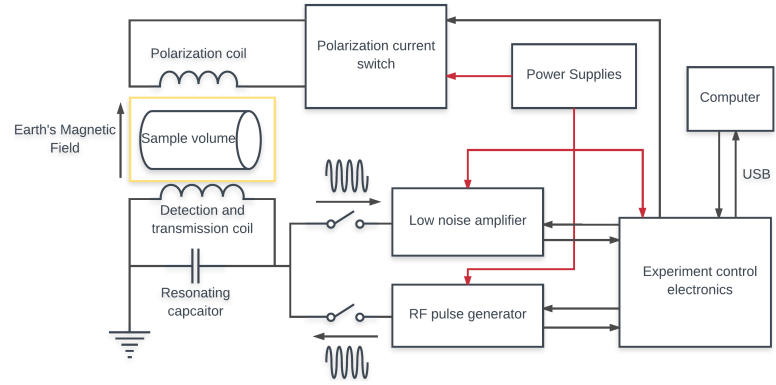 Polarization coil
Polarization current
switch
Power Supplies
Computer
Earth's Magnetic
Field
Sample volume
USB
Detection and
transmission coil
Low noise amplifier
Resonating
capcaitor
RF pulse generator
Experiment control
electronics